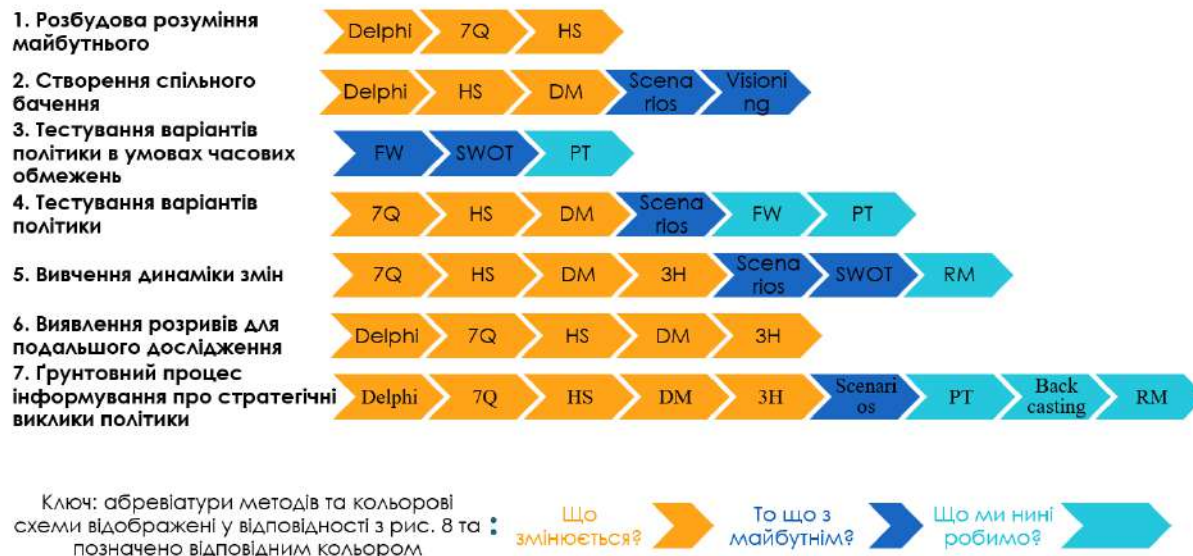 1. Розбудова розуміння
майбутнього
Delphi 7Q HS
2. Створення спільного
бачення
Delphi HS DM Scena
rios Visioni
ng
3. Тестування варіантів
політики в умовах часових
обмежень
FW SWOT PT
4. Тестування варіантів
політики
7Q HS DM Scena
rios FW PT
5. Вивчення динаміки змін
7Q HS DM 3H Scena
rios SWOT RM
6. Виявлення розривів для
подальшого дослідження
Delphi 7Q HS DM 3H
7. Ґрунтовний процес
інформування про стратегічні
виклики політики
Delphi 7Q HS DM 3H Scenari
os PT Back
casting RM
Ключ: абревіатури методів та кольорові
схеми відображені у відповідності з рис. 8 та :
позначено відповідним кольором
Що
змінюється?
То що з
майбутнім?
Що ми нині
робимо?